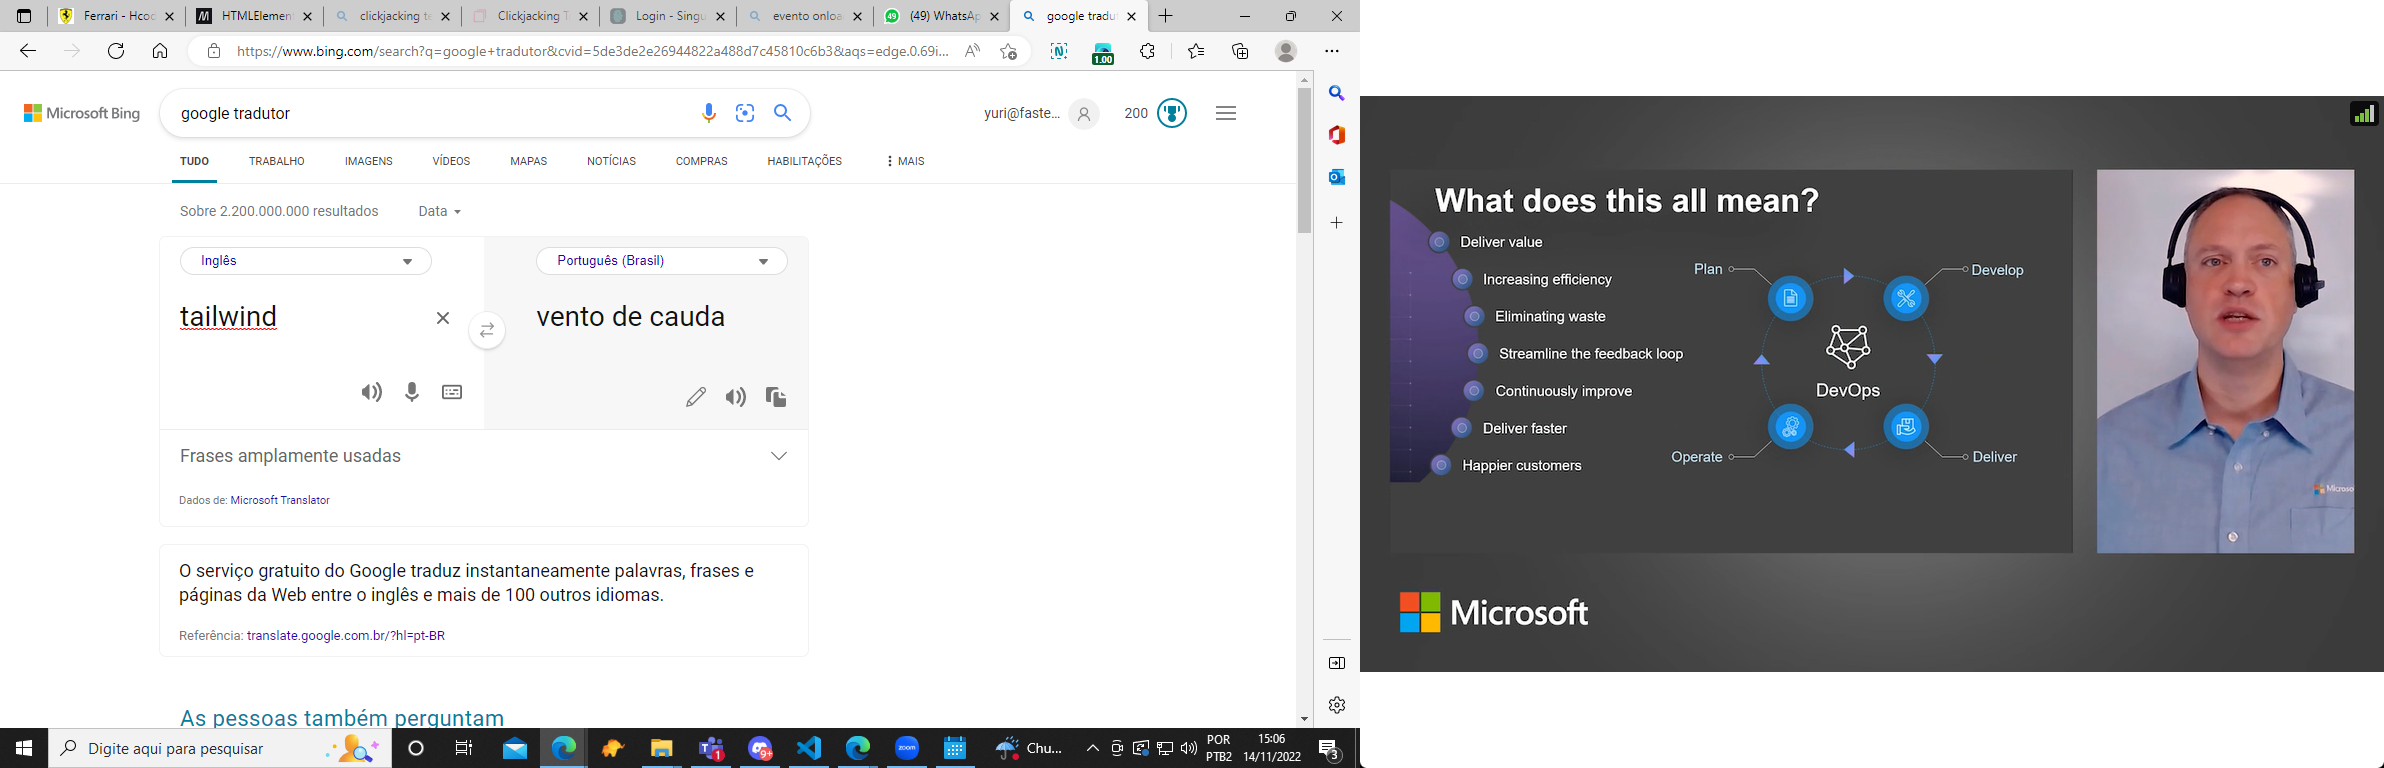 Ferrari - Hcoc
HTMLElemen
clickjacking te
Clickjacking T
Login - Singu
evento onloa
(49) WhatsAp
google tradu
https://www.bing.com/search?q=google+tradutor&cvid=5de3de2e26944822a488d7c45810c6b3&aqs=edge.0.69i...
1.00
Microsoft Bing
google tradutor
yuri@faste...
200
TUDO
TRABALHO
IMAGENS
VÍDEOS
MAPAS
NOTÍCIAS
COMPRAS
HABILITAÇÕES
MAIS
Sobre 2.200.000.000 resultados
Data
Inglês
Português (Brasil)
tailwind
vento de cauda
Frases amplamente usadas
Dados de: Microsoft Translator
O serviço gratuito do Google traduz instantaneamente palavras, frases e
páginas da Web entre o inglês e mais de 100 outros idiomas.
Referência: translate.google.com.br/?hl=pt-BR
As pessoas também perguntam
Digite aqui para pesquisar
1
9+
zoom
Chu...
POR
PTB2
15:06
14/11/2022
3
What does this all mean?
Deliver value
Increasing efficiency
Eliminating waste
Streamline the feedback loop
Continuously improve
Deliver faster
Happier customers
Plan
Develop
DevOps
Operate
Deliver
Microsoft